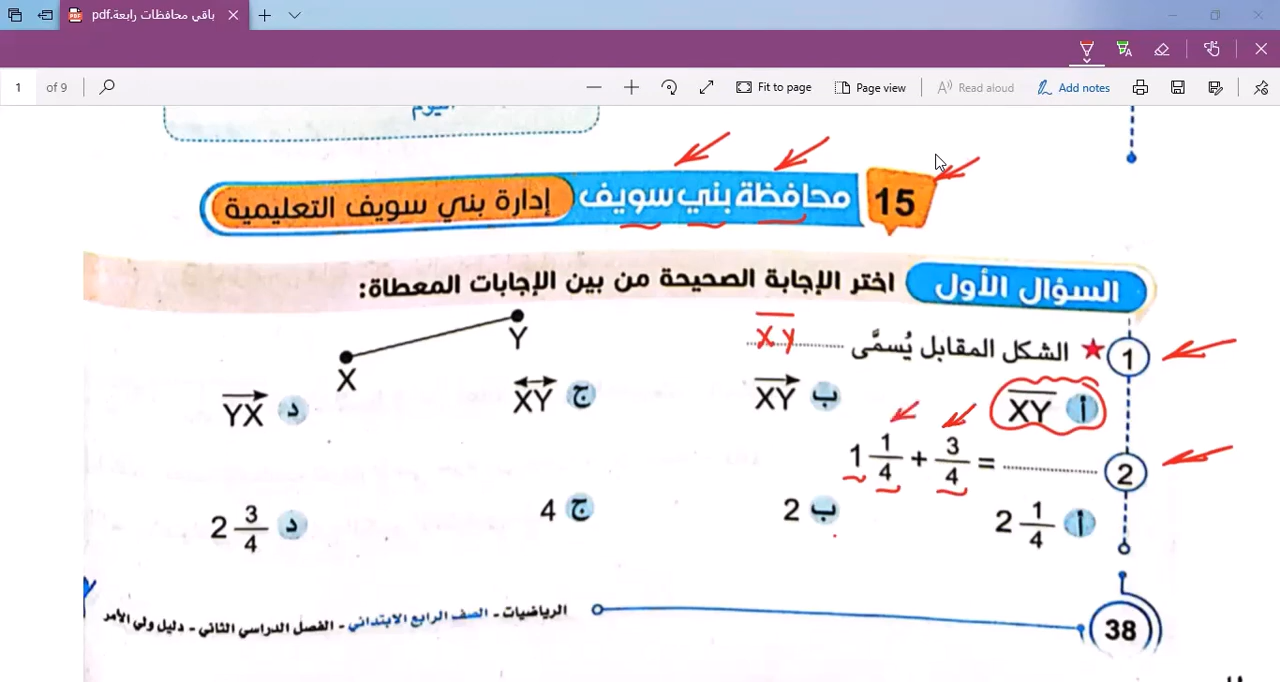 باقى محافظات رابعة.pdf
1 of 9
Fit to page
Page view
Read aloud
Add notes
اليوم
15 محافظة بني سويف إدارة بني سويف التعليمية
السؤال الأول اختر الإجابة الصحيحة من بين الإجابات المعطاة:
1 ★ الشكل المقابل يُسمَّى ........ X Y
Y
X
أ XY ب XY ج XY د YX
2 1 1/4 + 3/4 = ........
أ 2 1/4 ب 2 ج 4 د 2 3/4
38
الرياضيات - الصف الرابع الابتدائي - الفصل الدراسي الثاني - دليل ولي الأمر